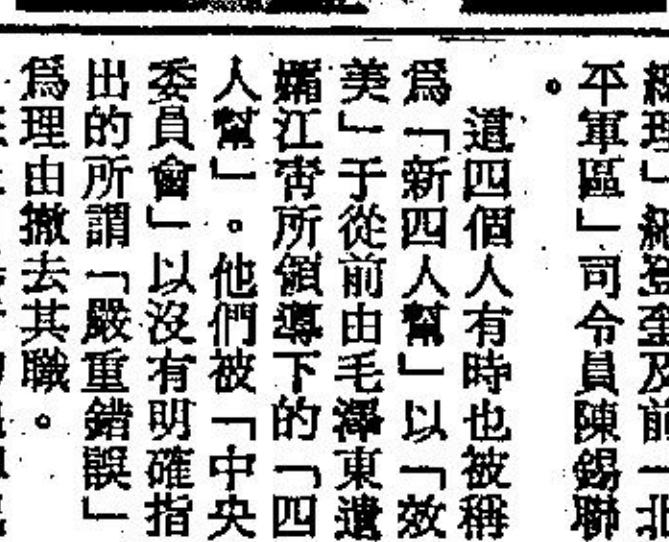 總理」紀登奎及前「北
平軍區」司令員陳錫聯
。
這四個人有時也被稱
爲「新四人幫」以「效
美」于從前由毛澤東遺
孀江青所領導下的「四
人幫」。他們被「中央
委員會」以沒有明確指
出的所謂「嚴重錯誤」
爲理由撤去其職。